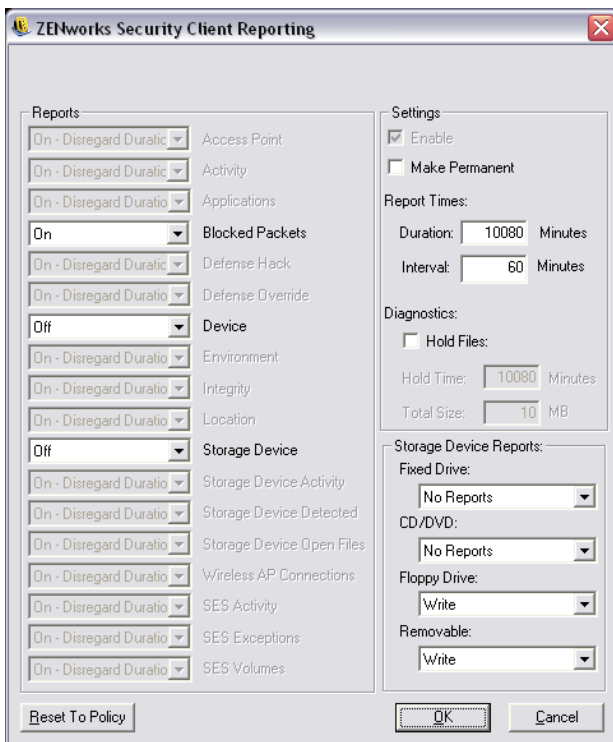 ZENworks Security Client Reporting
Reports
On - Disregard Duratic Access Point
On - Disregard Duratic Activity
On - Disregard Duratio Applications
On Blocked Packets
On - Disregard Duratic Defense Hack
On - Disregard Duratio Defense Override
Off Device
On - Disregard Duratio Environment
On - Disregard Duratio Integrity
On - Disregard Duratio Location
Off Storage Device
On - Disregard Duratio Storage Device Activity
On - Disregard Duratio Storage Device Detected
On - Disregard Duratio Storage Device Open Files
On - Disregard Duratio Wireless AP Connections
On - Disregard Duratio SES Activity
On - Disregard Duratio SES Exceptions
On - Disregard Duratio SES Volumes
Settings
Enable
Make Permanent
Report Times:
Duration: 10080 Minutes
Interval: 60 Minutes
Diagnostics:
Hold Files:
Hold Time: 10080 Minutes
Total Size: 10 MB
Storage Device Reports:
Fixed Drive:
No Reports
CD/DVD:
No Reports
Floppy Drive:
Write
Removable:
Write
Reset To Policy
OK
Cancel